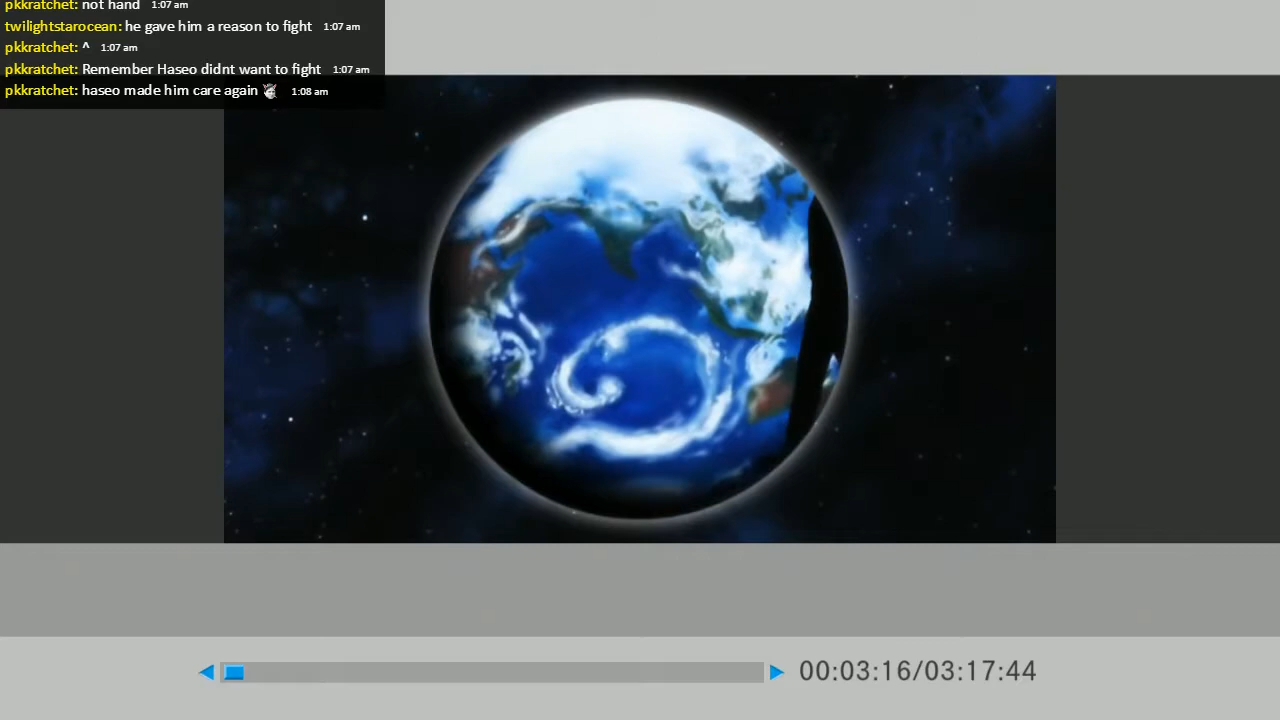 pkkratchet: not hand 1:07 am
twilightstarocean: he gave him a reason to fight 1:07 am
pkkratchet: ^ 1:07 am
pkkratchet: Remember Haseo didnt want to fight 1:07 am
pkkratchet: haseo made him care again 1:08 am
00:03:16/03:17:44